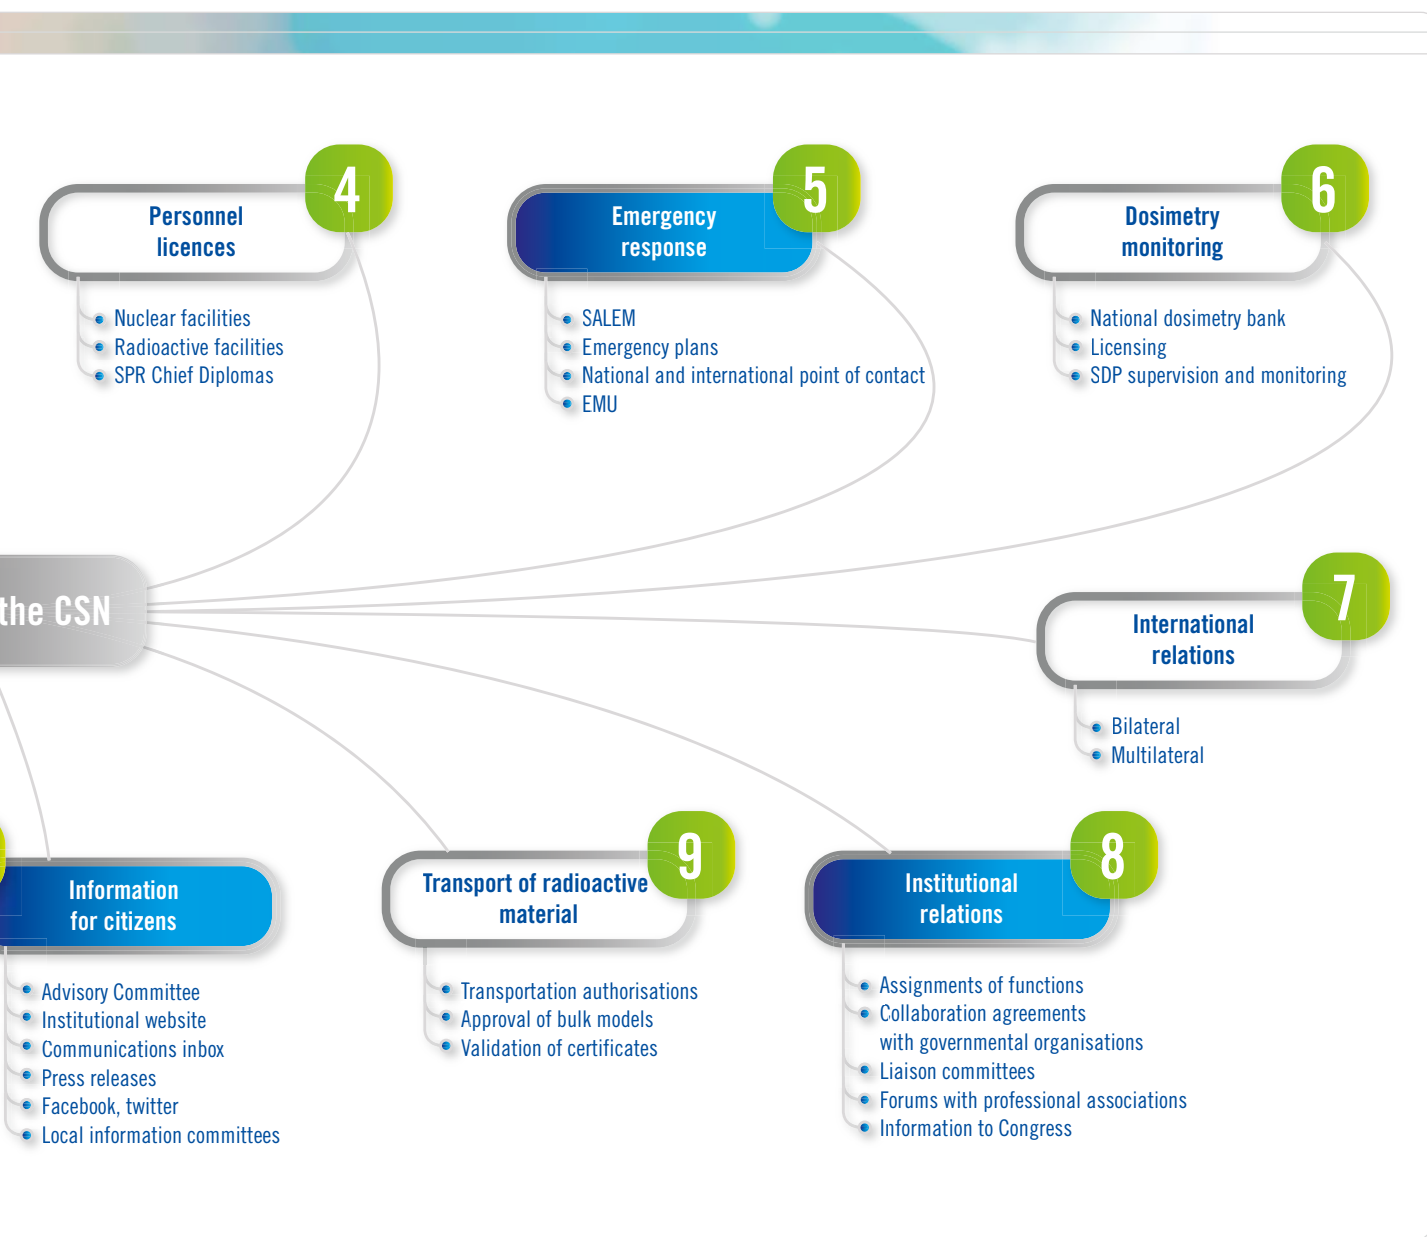 4
Personnel
licences
Nuclear facilities
Radioactive facilities
SPR Chief Diplomas
5
Emergency
response
SALEM
Emergency plans
National and international point of contact
EMU
6
Dosimetry
monitoring
National dosimetry bank
Licensing
SDP supervision and monitoring
the CSN
7
International
relations
Bilateral
Multilateral
Information
for citizens
Advisory Committee
Institutional website
Communications inbox
Press releases
Facebook, twitter
Local information committees
9
Transport of radioactive
material
Transportation authorisations
Approval of bulk models
Validation of certificates
8
Institutional
relations
Assignments of functions
Collaboration agreements
with governmental organisations
Liaison committees
Forums with professional associations
Information to Congress